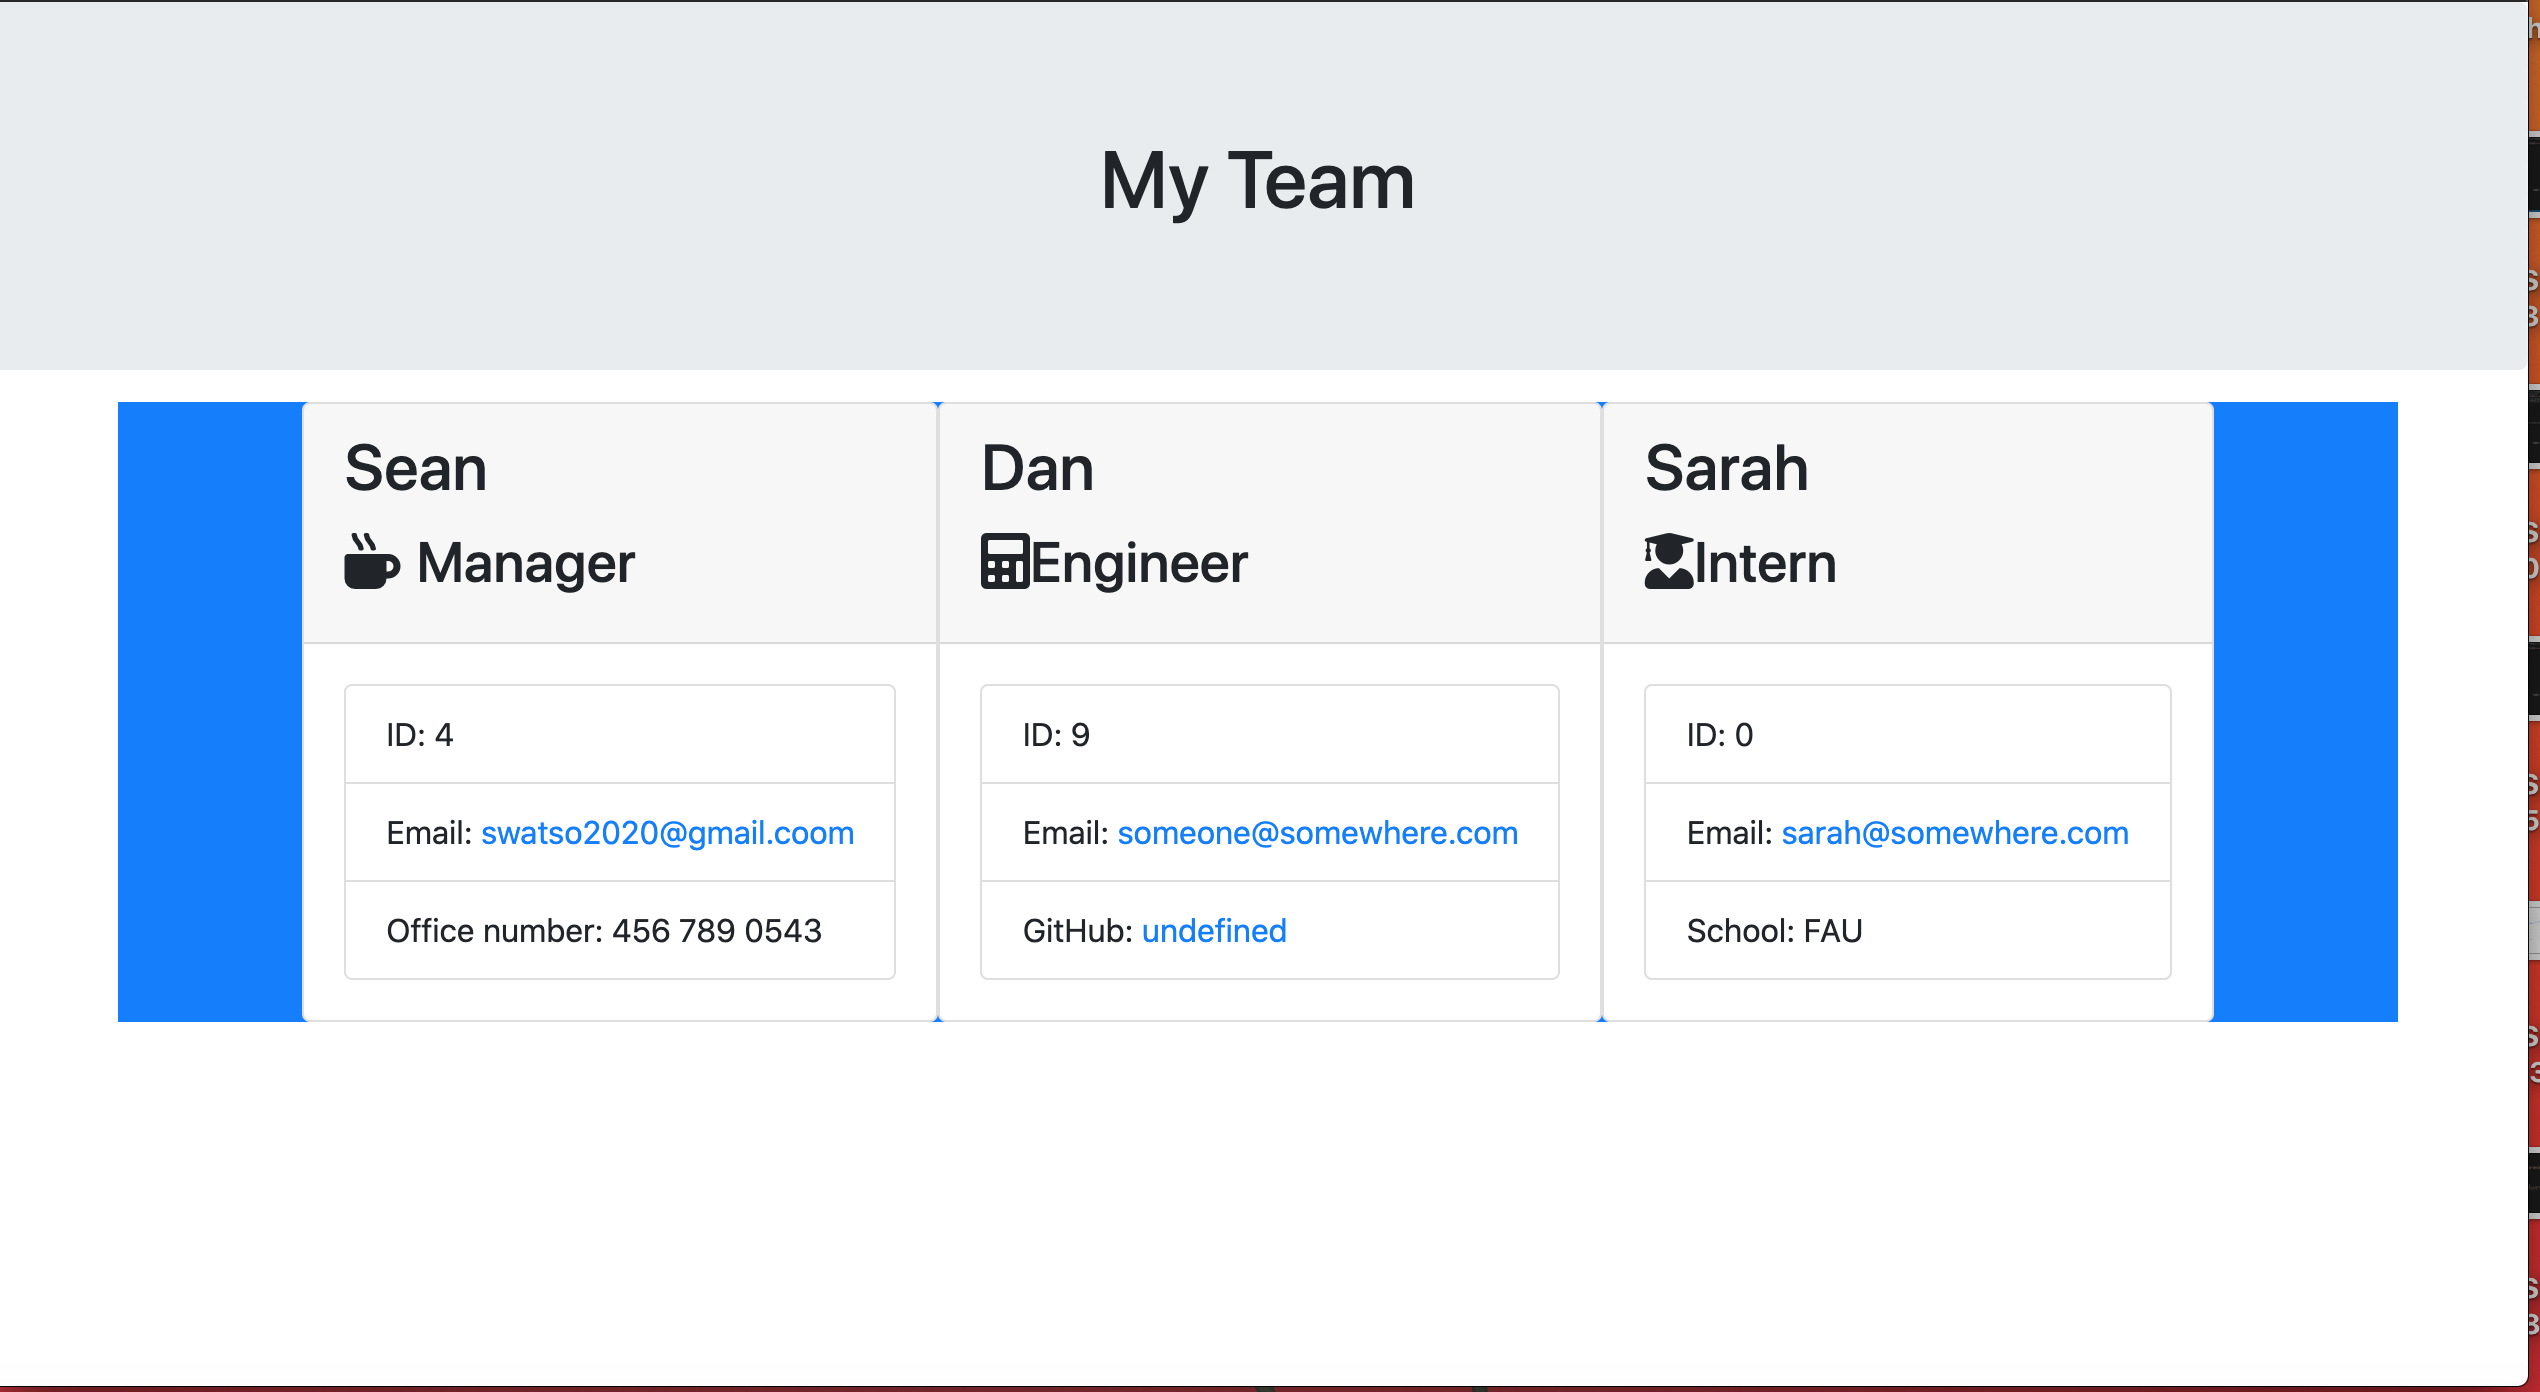 My Team
Sean
Manager
ID: 4
Email: swatso2020@gmail.coom
Office number: 456 789 0543
Dan
Engineer
ID: 9
Email: someone@somewhere.com
GitHub: undefined
Sarah
Intern
ID: 0
Email: sarah@somewhere.com
School: FAU